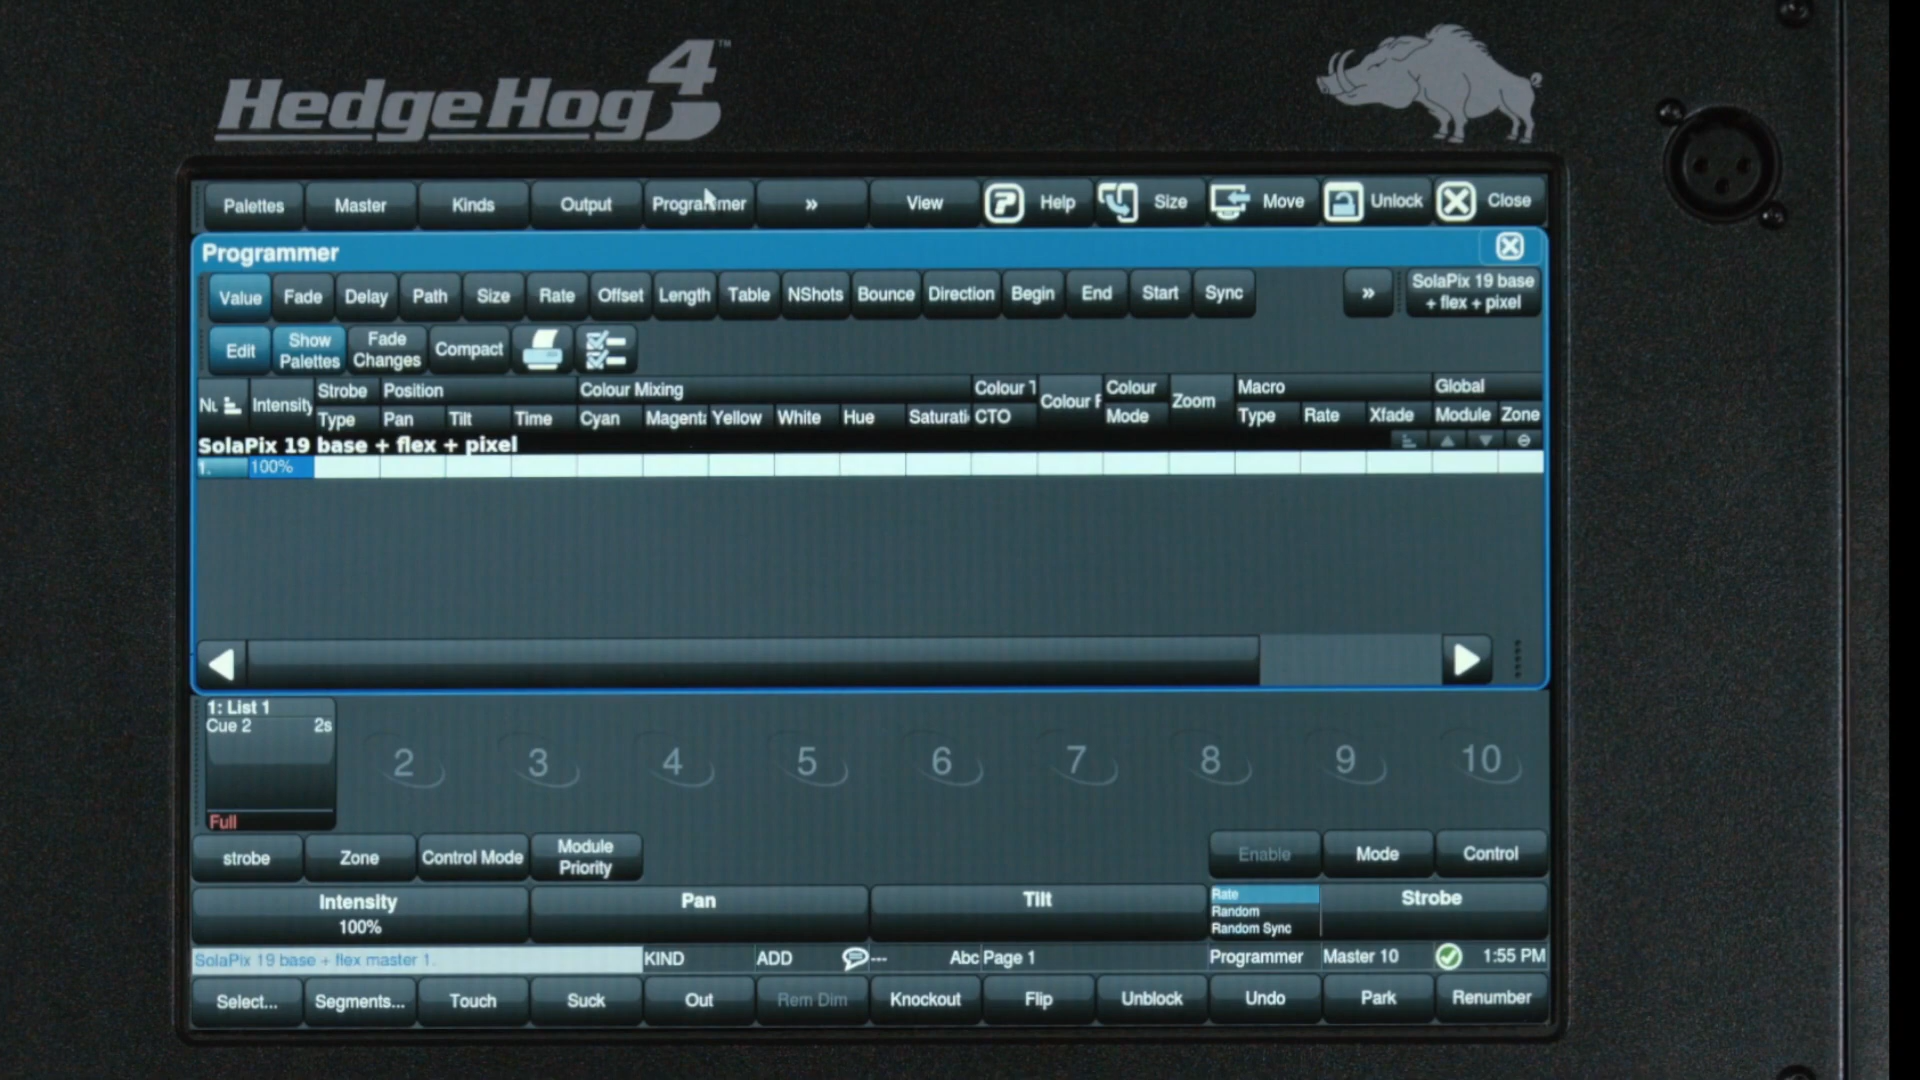 HedgeHog 4™
Palettes Master Kinds Output Programmer » View Help Size Move Unlock Close
Programmer
Value Fade Delay Path Size Rate Offset Length Table NShots Bounce Direction Begin End Start Sync » SolaPix 19 base + flex + pixel
Edit Show Palettes Fade Changes Compact
Strobe Position Colour Mixing Colour T Colour Macro Global
Nu Intensity Colour F Zoom
Type Pan Tilt Time Cyan Magent Yellow White Hue Saturati CTO Mode Type Rate Xfade Module Zone
SolaPix 19 base + flex + pixel
1. 100%
1: List 1
Cue 2 2s
2 3 4 5 6 7 8 9 10
Full
strobe Zone Control Mode Module Priority Enable Mode Control
Intensity Pan Tilt Rate Strobe
100% Random
Random Sync
SolaPix 19 base + flex master 1. KIND ADD --- Abc Page 1 Programmer Master 10 1:55 PM
Select... Segments... Touch Suck Out Rem Dim Knockout Flip Unblock Undo Park Renumber